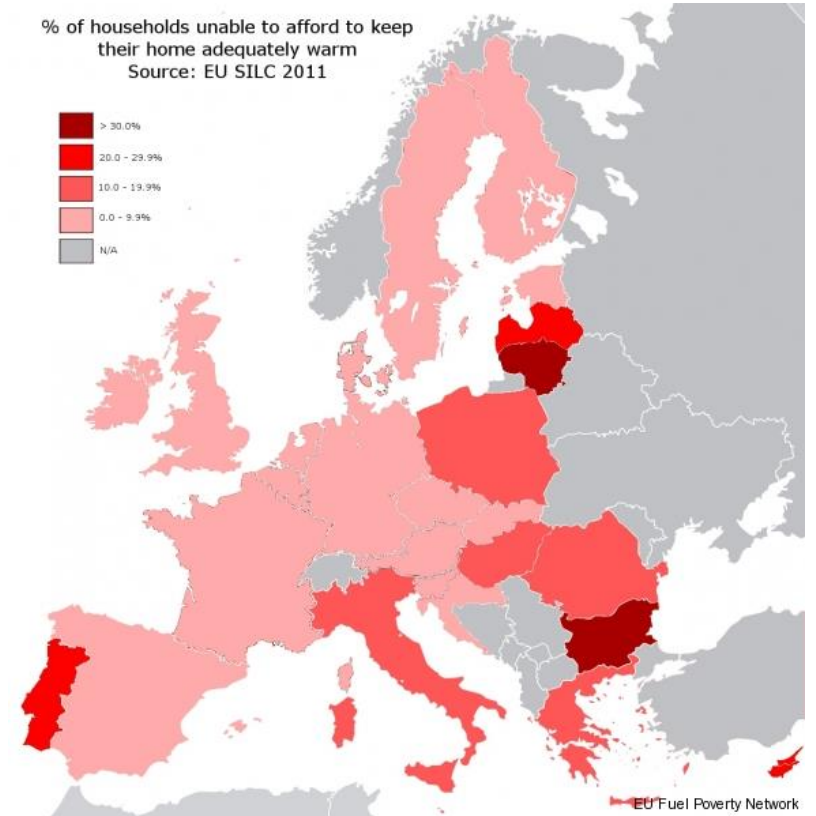 % of households unable to afford to keep
their home adequately warm
Source: EU SILC 2011
> 30.0%
20.0 - 29.9%
10.0 - 19.9%
0.0 - 9.9%
N/A
EU Fuel Poverty Network